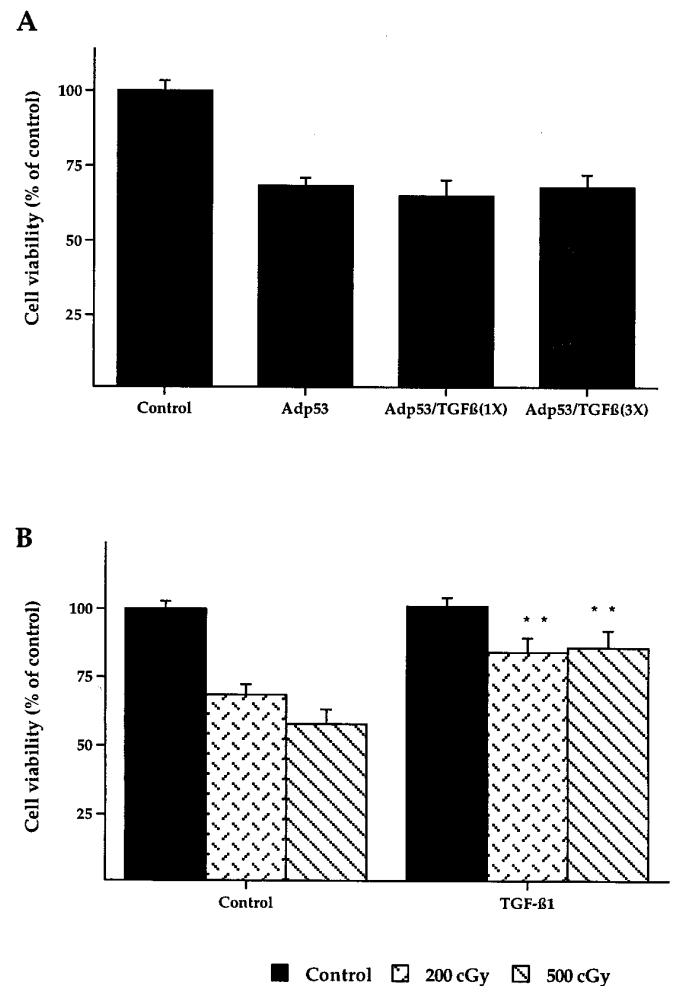 A
Cell viability (% of control)
100
75
50
25
Control Adp53 Adp53/TGFß(1X) Adp53/TGFß(3X)
B
Cell viability (% of control)
100
75
50
25
* * * *
Control TGF-ß1
Control 200 cGy 500 cGy